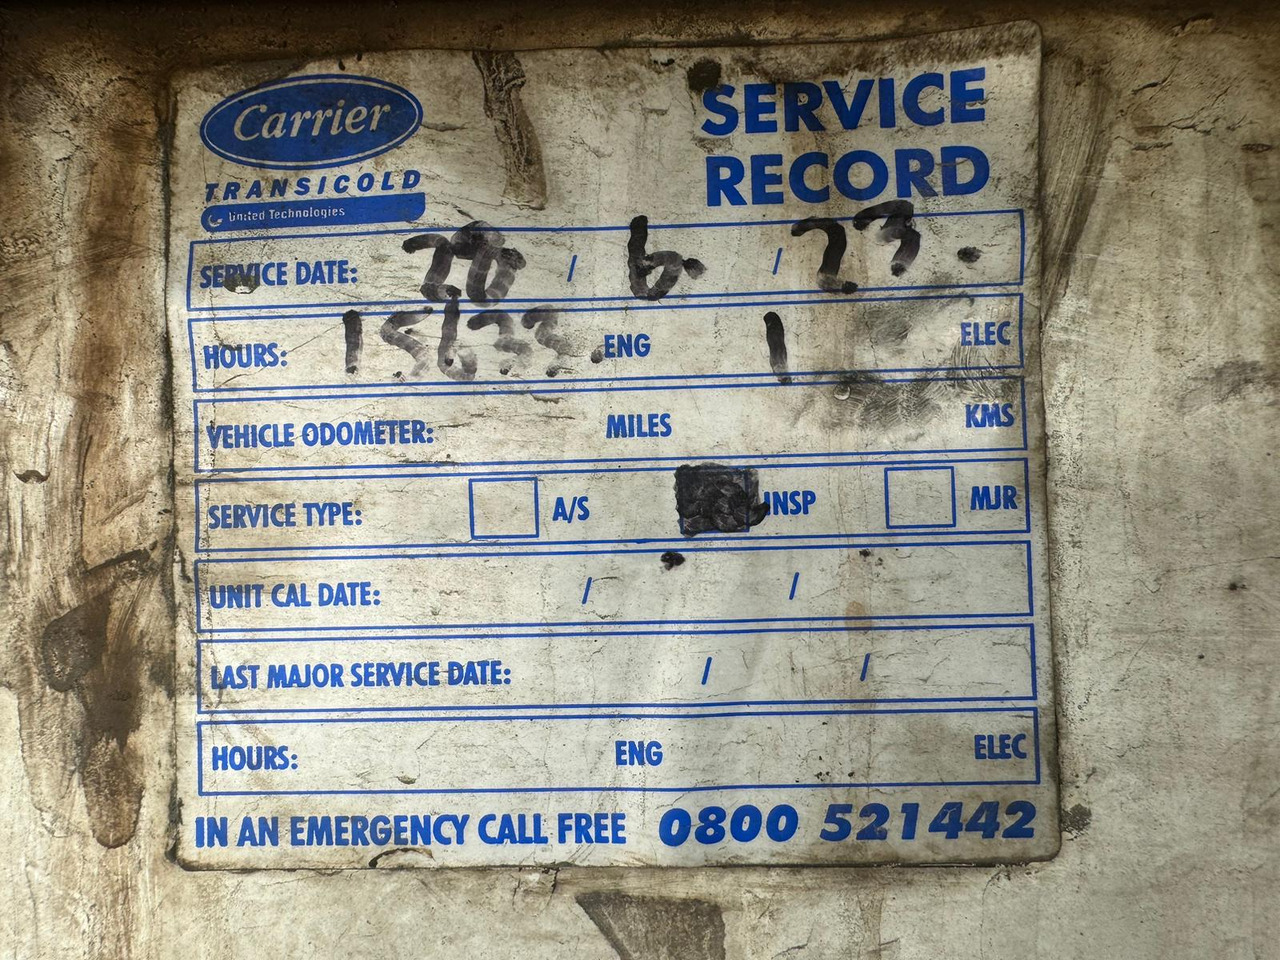 Carrier
TRANSICOLD
United Technologies
SERVICE
RECORD
SERVICE DATE: 20 / 6 / 23.
HOURS: 15633 ENG 1 ELEC
VEHICLE ODOMETER: MILES KMS
SERVICE TYPE: A/S INSP MJR
UNIT CAL DATE: / /
LAST MAJOR SERVICE DATE: / /
HOURS: ENG ELEC
IN AN EMERGENCY CALL FREE 0800 521442